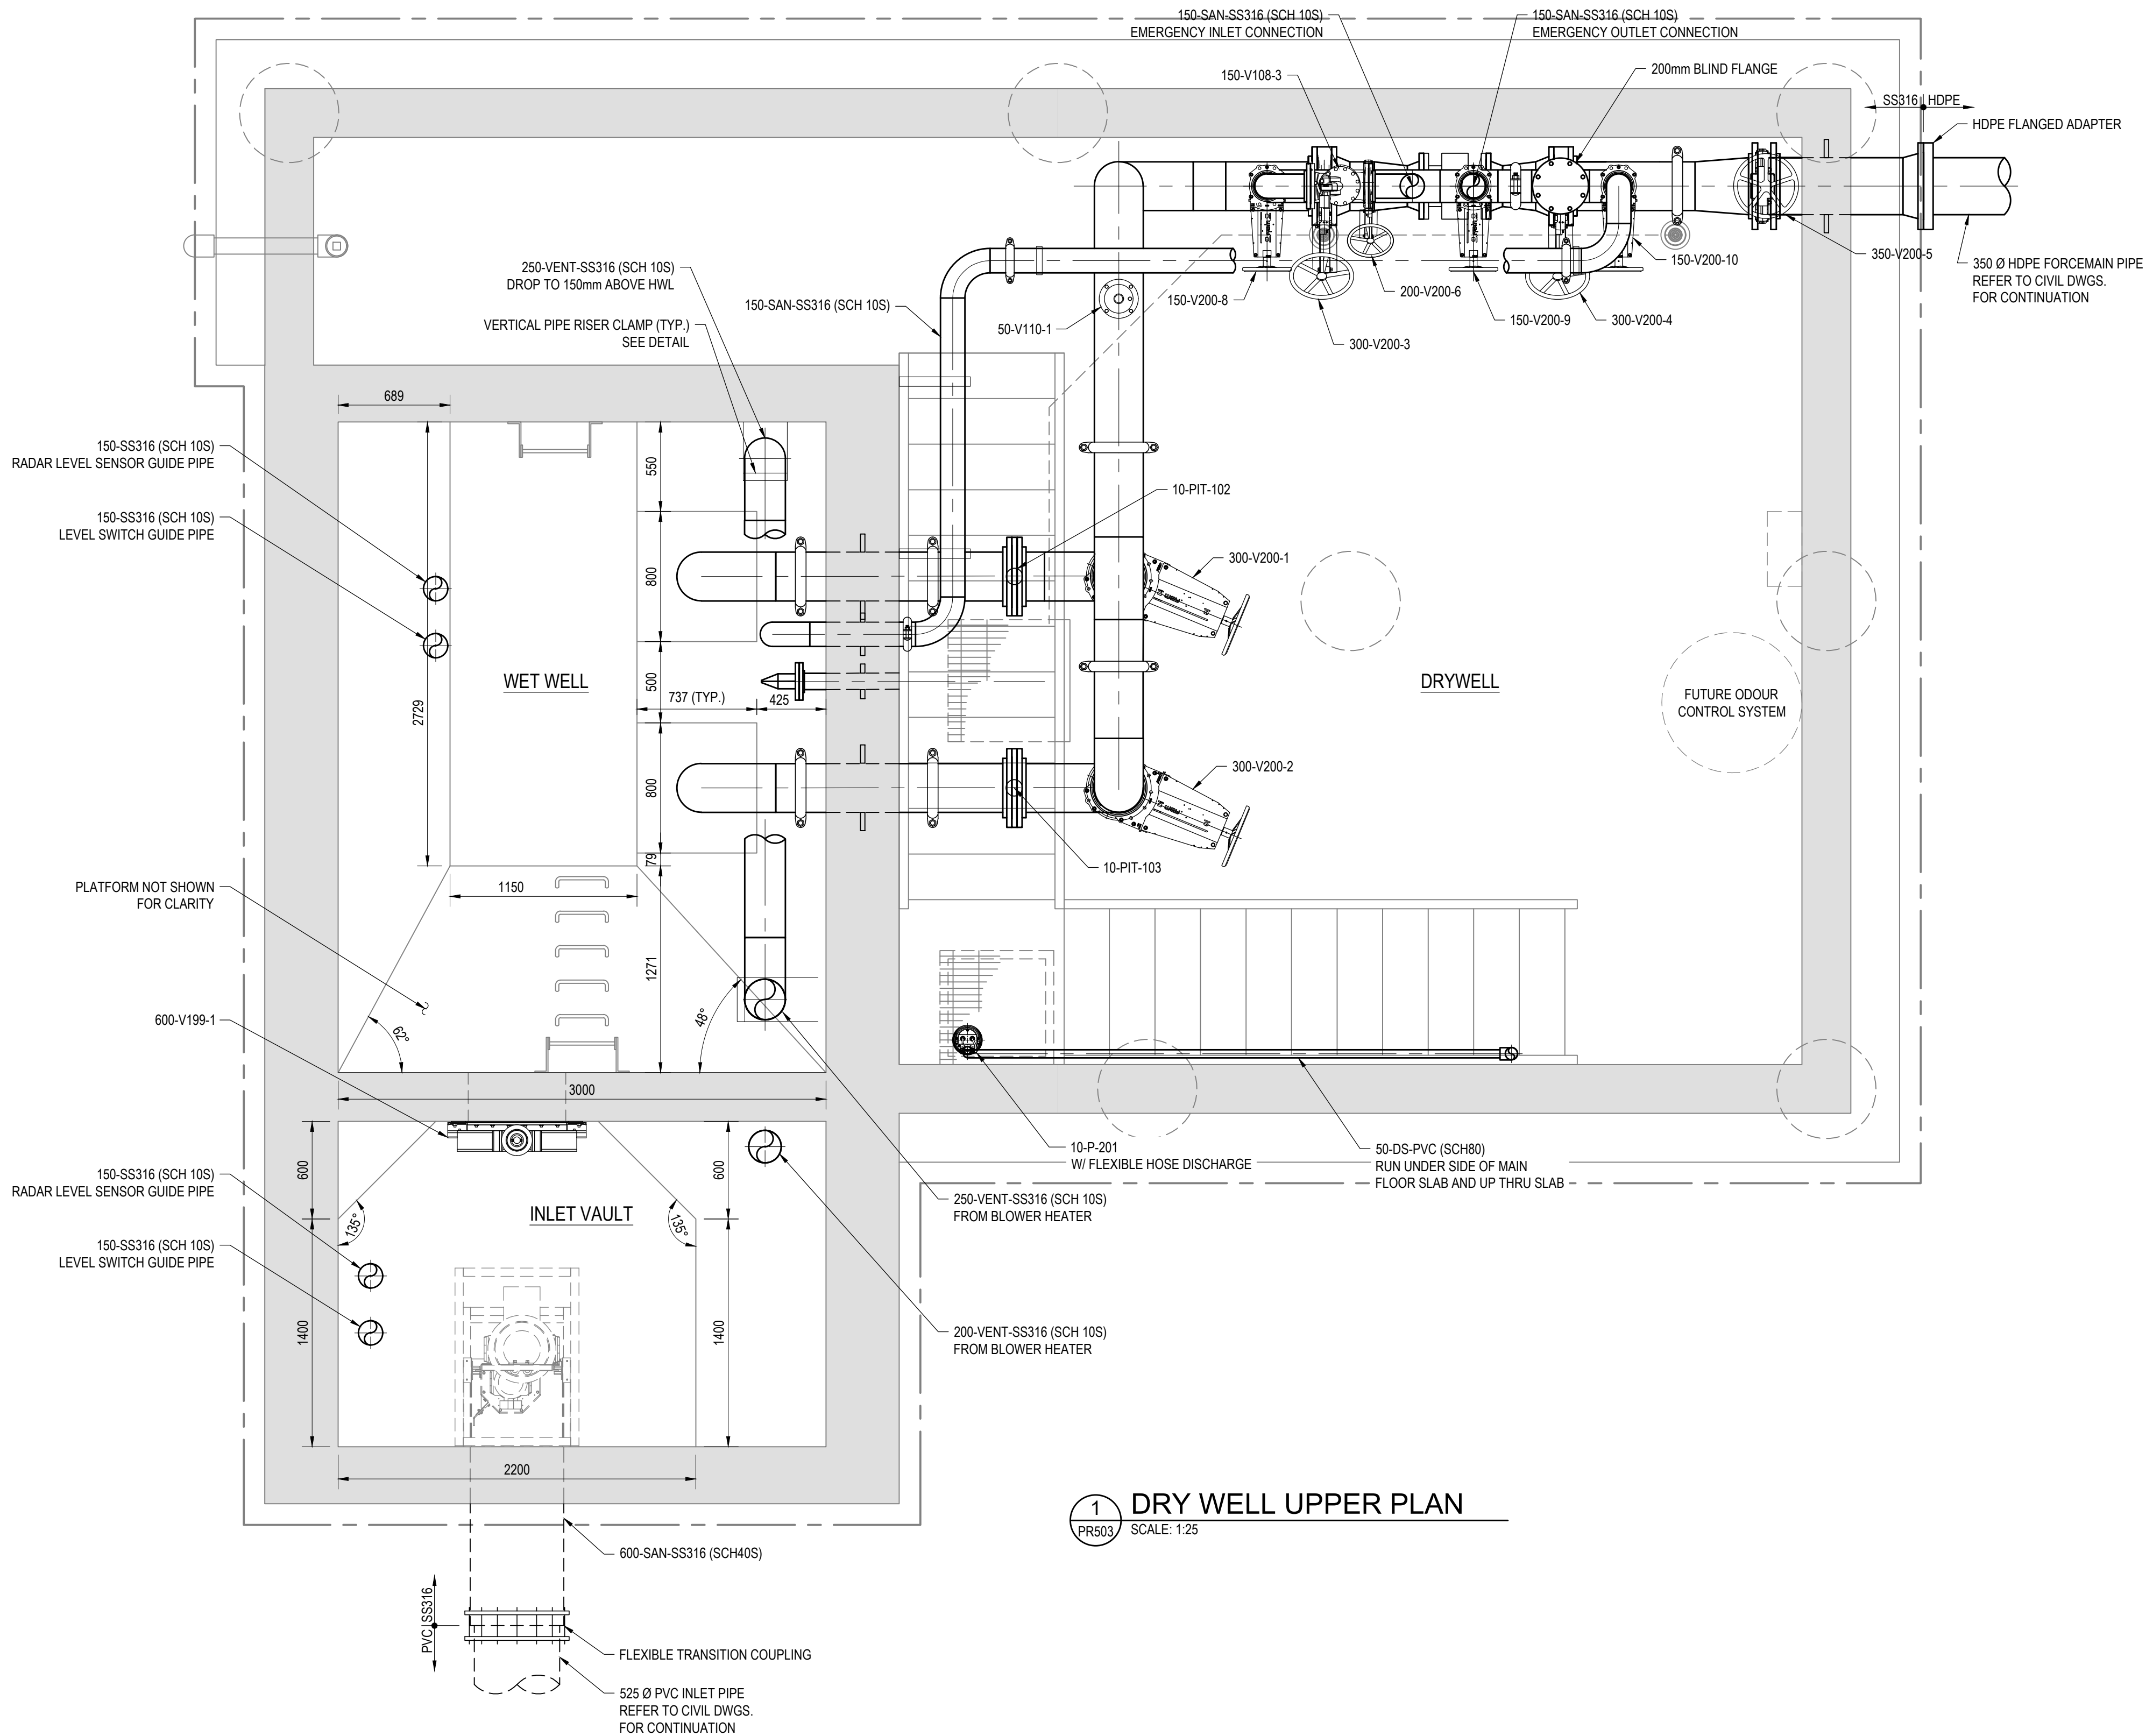 150-SAN-SS316 (SCH 10S)
EMERGENCY INLET CONNECTION
150-SAN-SS316 (SCH 10S)
EMERGENCY OUTLET CONNECTION
150-V108-3
200mm BLIND FLANGE
SS316
HDPE
HDPE FLANGED ADAPTER
350-V200-5
350 Ø HDPE FORCEMAIN PIPE
REFER TO CIVIL DWGS.
FOR CONTINUATION
150-V200-10
200-V200-6
150-V200-8
150-V200-9
300-V200-4
300-V200-3
50-V110-1
250-VENT-SS316 (SCH 10S)
DROP TO 150mm ABOVE HWL
150-SAN-SS316 (SCH 10S)
VERTICAL PIPE RISER CLAMP (TYP.)
SEE DETAIL
689
150-SS316 (SCH 10S)
RADAR LEVEL SENSOR GUIDE PIPE
150-SS316 (SCH 10S)
LEVEL SWITCH GUIDE PIPE
550
800
500
800
79
1271
2729
10-PIT-102
300-V200-1
WET WELL
737 (TYP.)
425
DRYWELL
FUTURE ODOUR
CONTROL SYSTEM
300-V200-2
10-PIT-103
PLATFORM NOT SHOWN
FOR CLARITY
1150
600-V199-1
62°
48°
3000
600
600
10-P-201
W/ FLEXIBLE HOSE DISCHARGE
50-DS-PVC (SCH80)
RUN UNDER SIDE OF MAIN
FLOOR SLAB AND UP THRU SLAB
150-SS316 (SCH 10S)
RADAR LEVEL SENSOR GUIDE PIPE
250-VENT-SS316 (SCH 10S)
FROM BLOWER HEATER
INLET VAULT
135°
135°
150-SS316 (SCH 10S)
LEVEL SWITCH GUIDE PIPE
1400
1400
200-VENT-SS316 (SCH 10S)
FROM BLOWER HEATER
2200
1
PR503
DRY WELL UPPER PLAN
SCALE: 1:25
600-SAN-SS316 (SCH40S)
SS316
PVC
FLEXIBLE TRANSITION COUPLING
525 Ø PVC INLET PIPE
REFER TO CIVIL DWGS.
FOR CONTINUATION